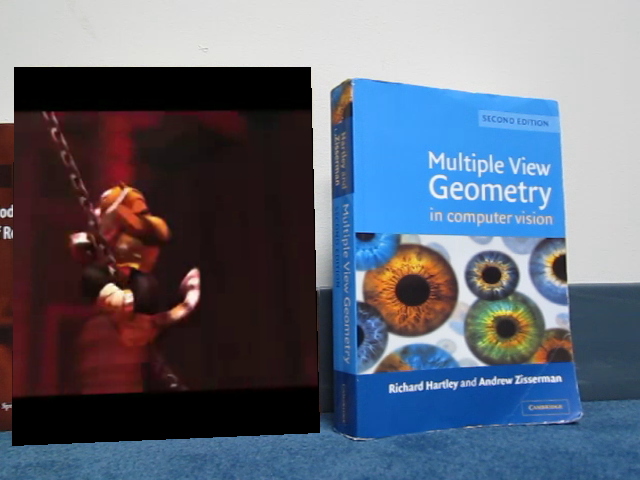 SECOND EDITION
Multiple View
Geometry
in computer vision
Richard Hartley and Andrew Zisserman
CAMBRIDGE
Hartley and
Zisserman
Multiple View Geometry